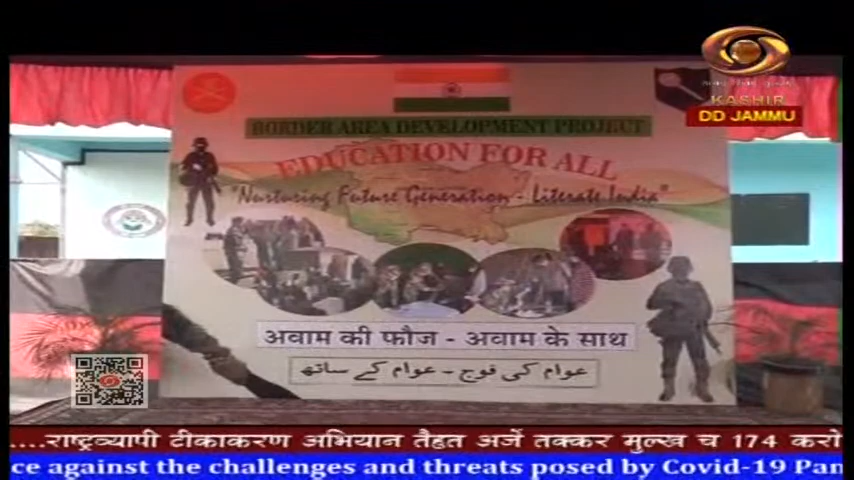 KASHIR
DD JAMMU
BORDER AREA DEVELOPMENT PROJECT
EDUCATION FOR ALL
"Nurturing Future Generation - Literate India"
अवाम की फौज - अवाम के साथ
عوام کی فوج - عوام کے ساتھ
....राष्ट्रव्यापी टीकाकरण अभियान तैहत अजें तक्कर मुल्ख च 174 करो
ce against the challenges and threats posed by Covid-19 Pan